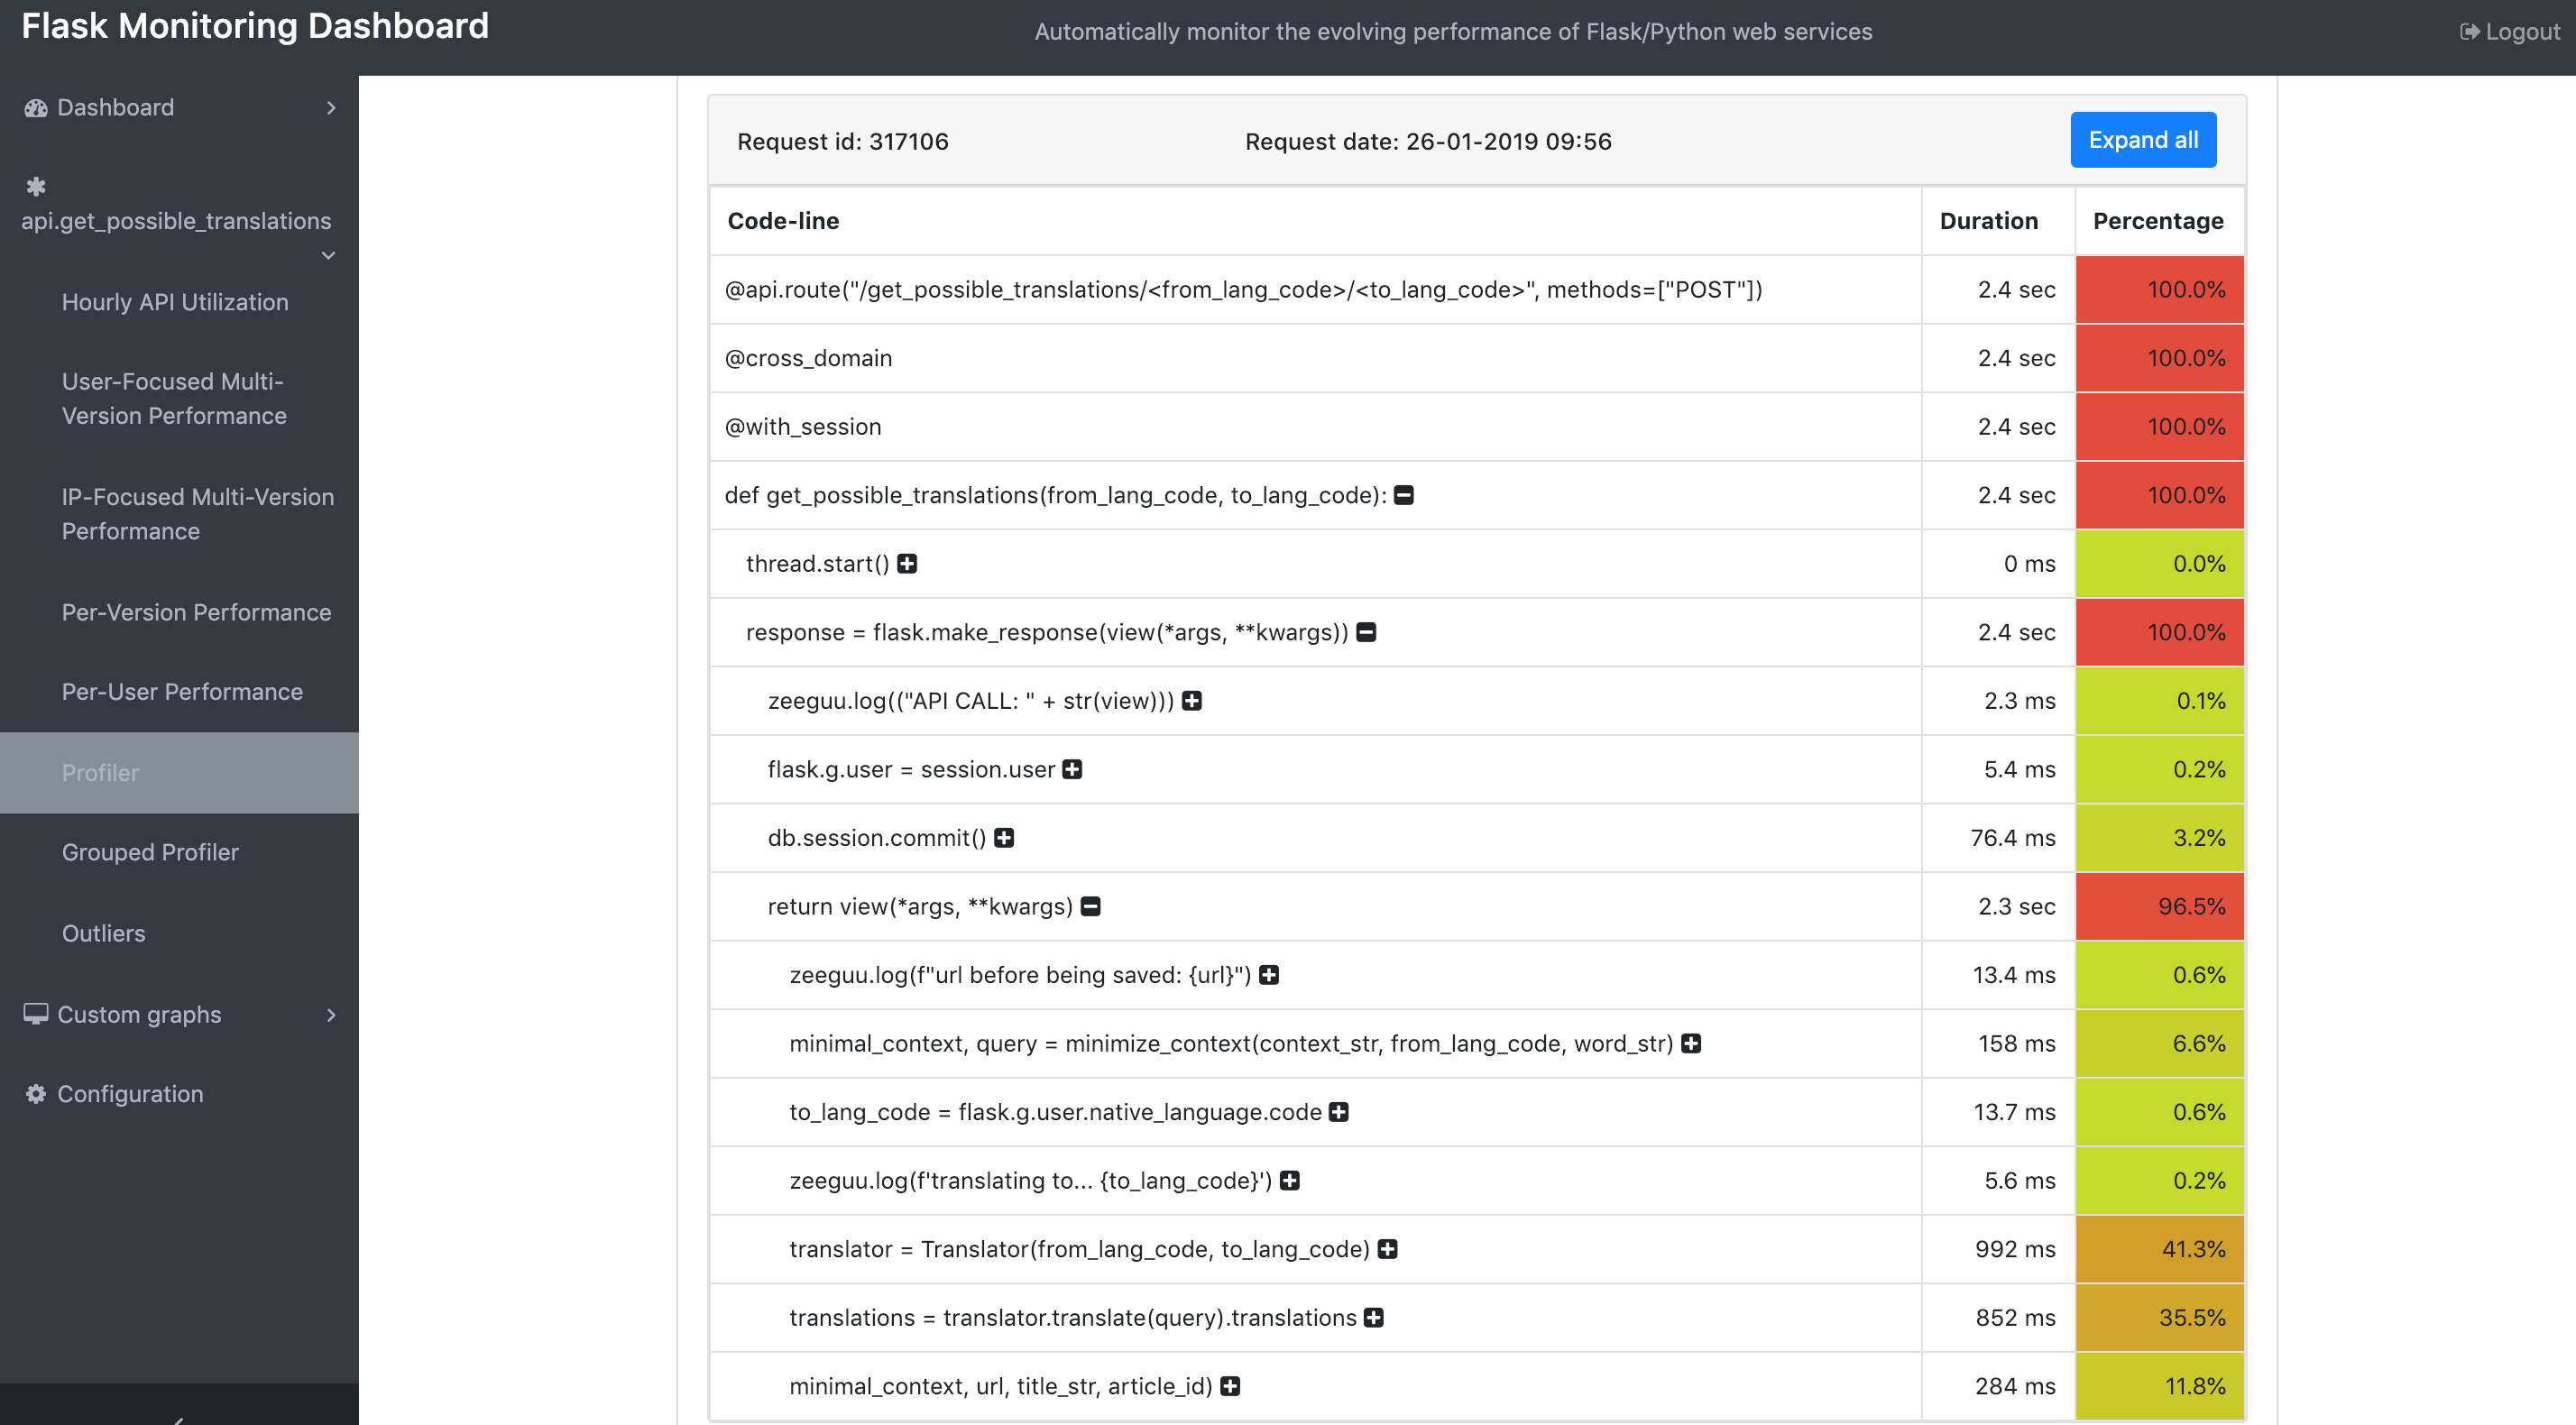 Flask Monitoring Dashboard
Automatically monitor the evolving performance of Flask/Python web services
Logout
Dashboard
api.get_possible_translations
Hourly API Utilization
User-Focused Multi-
Version Performance
IP-Focused Multi-Version
Performance
Per-Version Performance
Per-User Performance
Profiler
Grouped Profiler
Outliers
Custom graphs
Configuration
Request id: 317106 Request date: 26-01-2019 09:56 Expand all
Code-line Duration Percentage
@api.route("/get_possible_translations/<from_lang_code>/<to_lang_code>", methods=["POST"]) 2.4 sec 100.0%
@cross_domain 2.4 sec 100.0%
@with_session 2.4 sec 100.0%
def get_possible_translations(from_lang_code, to_lang_code): 2.4 sec 100.0%
thread.start() 0 ms 0.0%
response = flask.make_response(view(*args, **kwargs)) 2.4 sec 100.0%
zeeguu.log(("API CALL: " + str(view))) 2.3 ms 0.1%
flask.g.user = session.user 5.4 ms 0.2%
db.session.commit() 76.4 ms 3.2%
return view(*args, **kwargs) 2.3 sec 96.5%
zeeguu.log(f"url before being saved: {url}") 13.4 ms 0.6%
minimal_context, query = minimize_context(context_str, from_lang_code, word_str) 158 ms 6.6%
to_lang_code = flask.g.user.native_language.code 13.7 ms 0.6%
zeeguu.log(f'translating to... {to_lang_code}') 5.6 ms 0.2%
translator = Translator(from_lang_code, to_lang_code) 992 ms 41.3%
translations = translator.translate(query).translations 852 ms 35.5%
minimal_context, url, title_str, article_id) 284 ms 11.8%